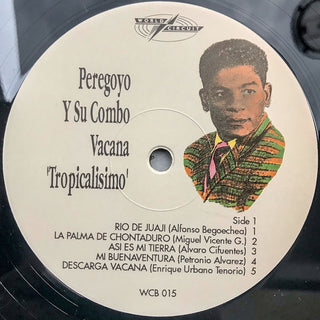 WORLD CIRCUIT
Peregoyo
Y Su Combo
Vacana
'Tropicalisimo'
Side 1
RIO DE JUAJI (Alfonso Begoechea) 1
LA PALMA DE CHONTADURO (Miguel Vicente G.) 2
ASI ES MI TIERRA (Alvaro Cifuentes) 3
MI BUENAVENTURA (Petronio Alvarez) 4
DESCARGA VACANA (Enrique Urbano Tenorio) 5
WCB 015